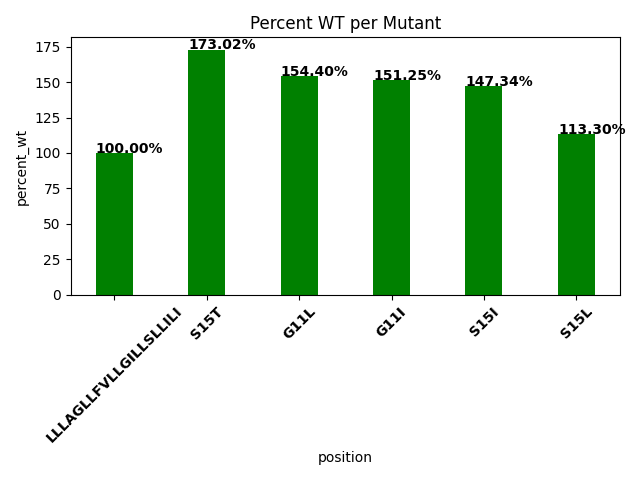 Percent WT per Mutant
percent_wt
175
150
125
100
75
50
25
0
100.00%
173.02%
154.40%
151.25%
147.34%
113.30%
LLLAGLLFVLLGILLSLLILI
S15T
G11L
G11I
S15I
S15L
position